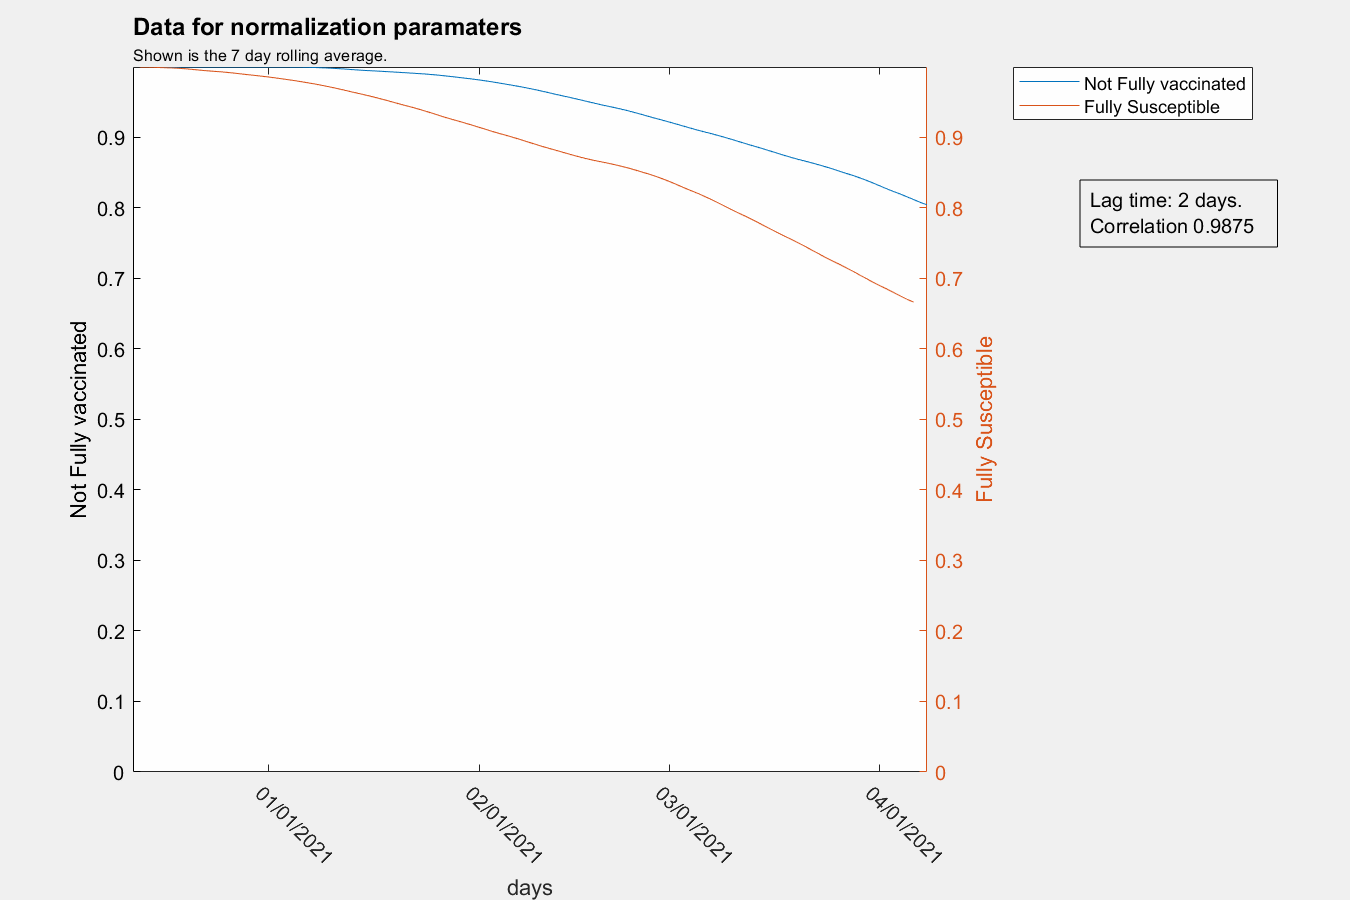 Data for normalization paramaters
Shown is the 7 day rolling average.
Not Fully vaccinated
Fully Susceptible
Lag time: 2 days.
Correlation 0.9875
Not Fully vaccinated
0.9
0.8
0.7
0.6
0.5
0.4
0.3
0.2
0.1
0
0.9
0.8
0.7
0.6
0.5
0.4
0.3
0.2
0.1
0
Fully Susceptible
01/01/2021
02/01/2021
03/01/2021
04/01/2021
days